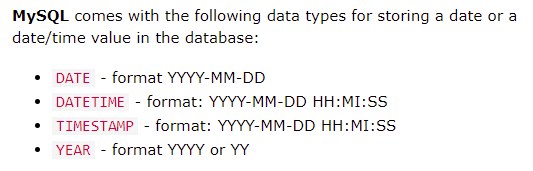 MySQL comes with the following data types for storing a date or a
date/time value in the database:
• DATE - format YYYY-MM-DD
• DATETIME - format: YYYY-MM-DD HH:MI:SS
• TIMESTAMP - format: YYYY-MM-DD HH:MI:SS
• YEAR - format YYYY or YY